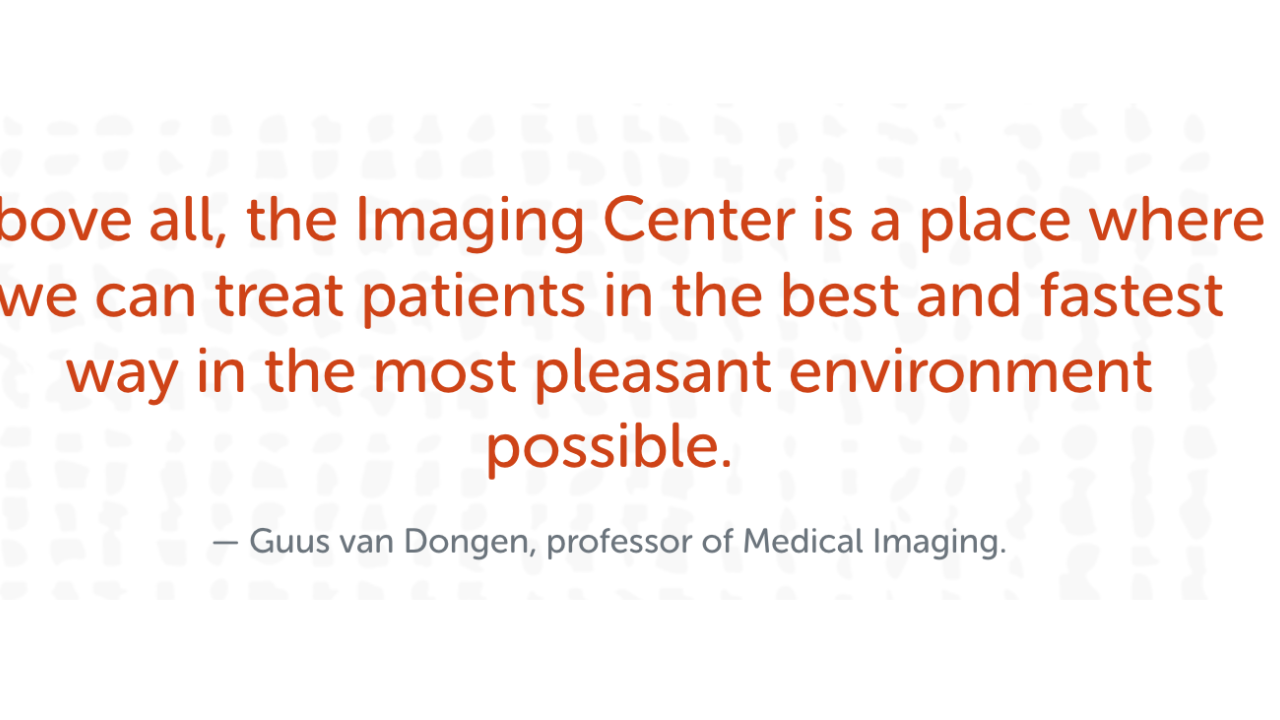 bove all, the Imaging Center is a place where
we can treat patients in the best and fastest
way in the most pleasant environment
possible.
— Guus van Dongen, professor of Medical Imaging.